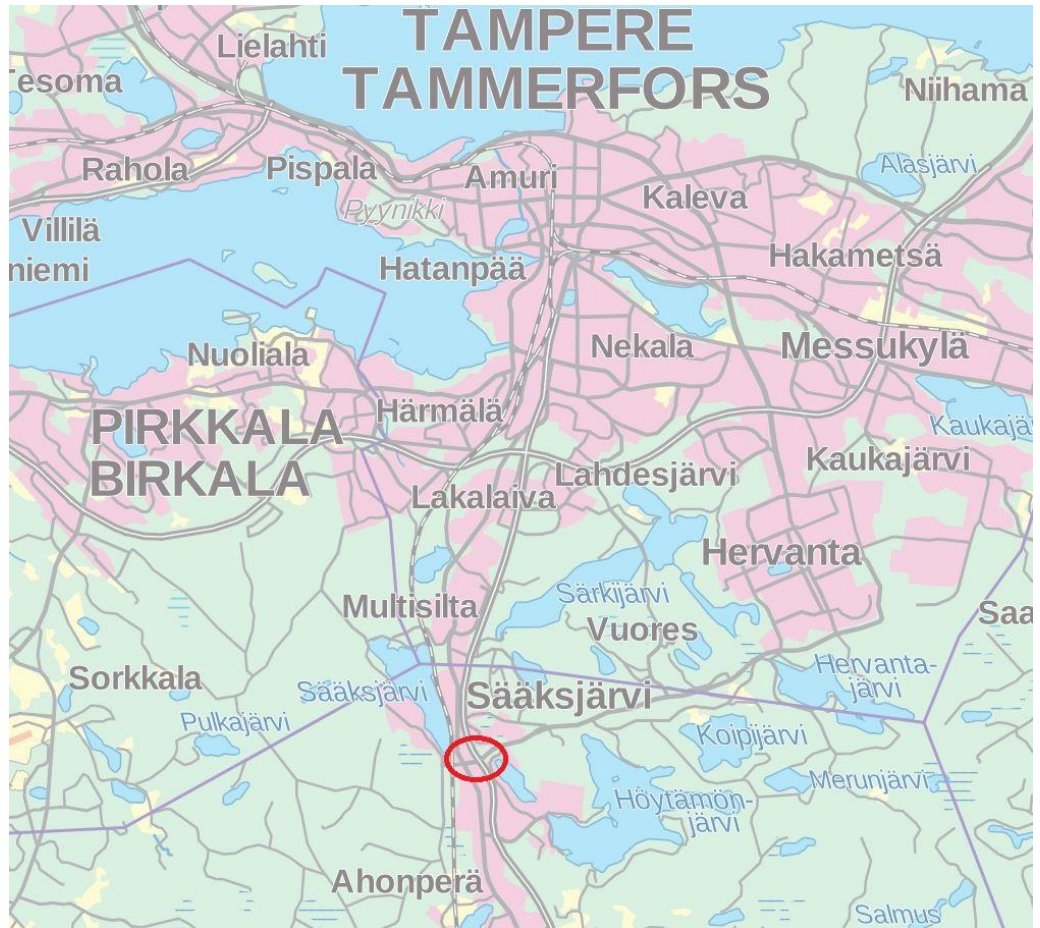 Lielahti
TAMPERE
TAMMERFORS
Tesoma
Niihama
Rahola
Pispala
Amuri
Alasjärvi
Kaleva
Pyynikki
Villilä
niemi
Hatanpää
Hakametsä
Nuoliala
Nekala
Messukylä
PIRKKALA
BIRKALA
Härmälä
Kaukajä
Kaukajärvi
Lahdesjärvi
Lakalaiva
Hervanta
Särkijärvi
Multisilta
Vuores
Saa
Sorkkala
Sääksjärvi
Sääksjärvi
Hervanta-
järvi
Pulkajärvi
Koipijärvi
Merunjärvi
Höytämön-
järvi
Ahonperä
Salmus